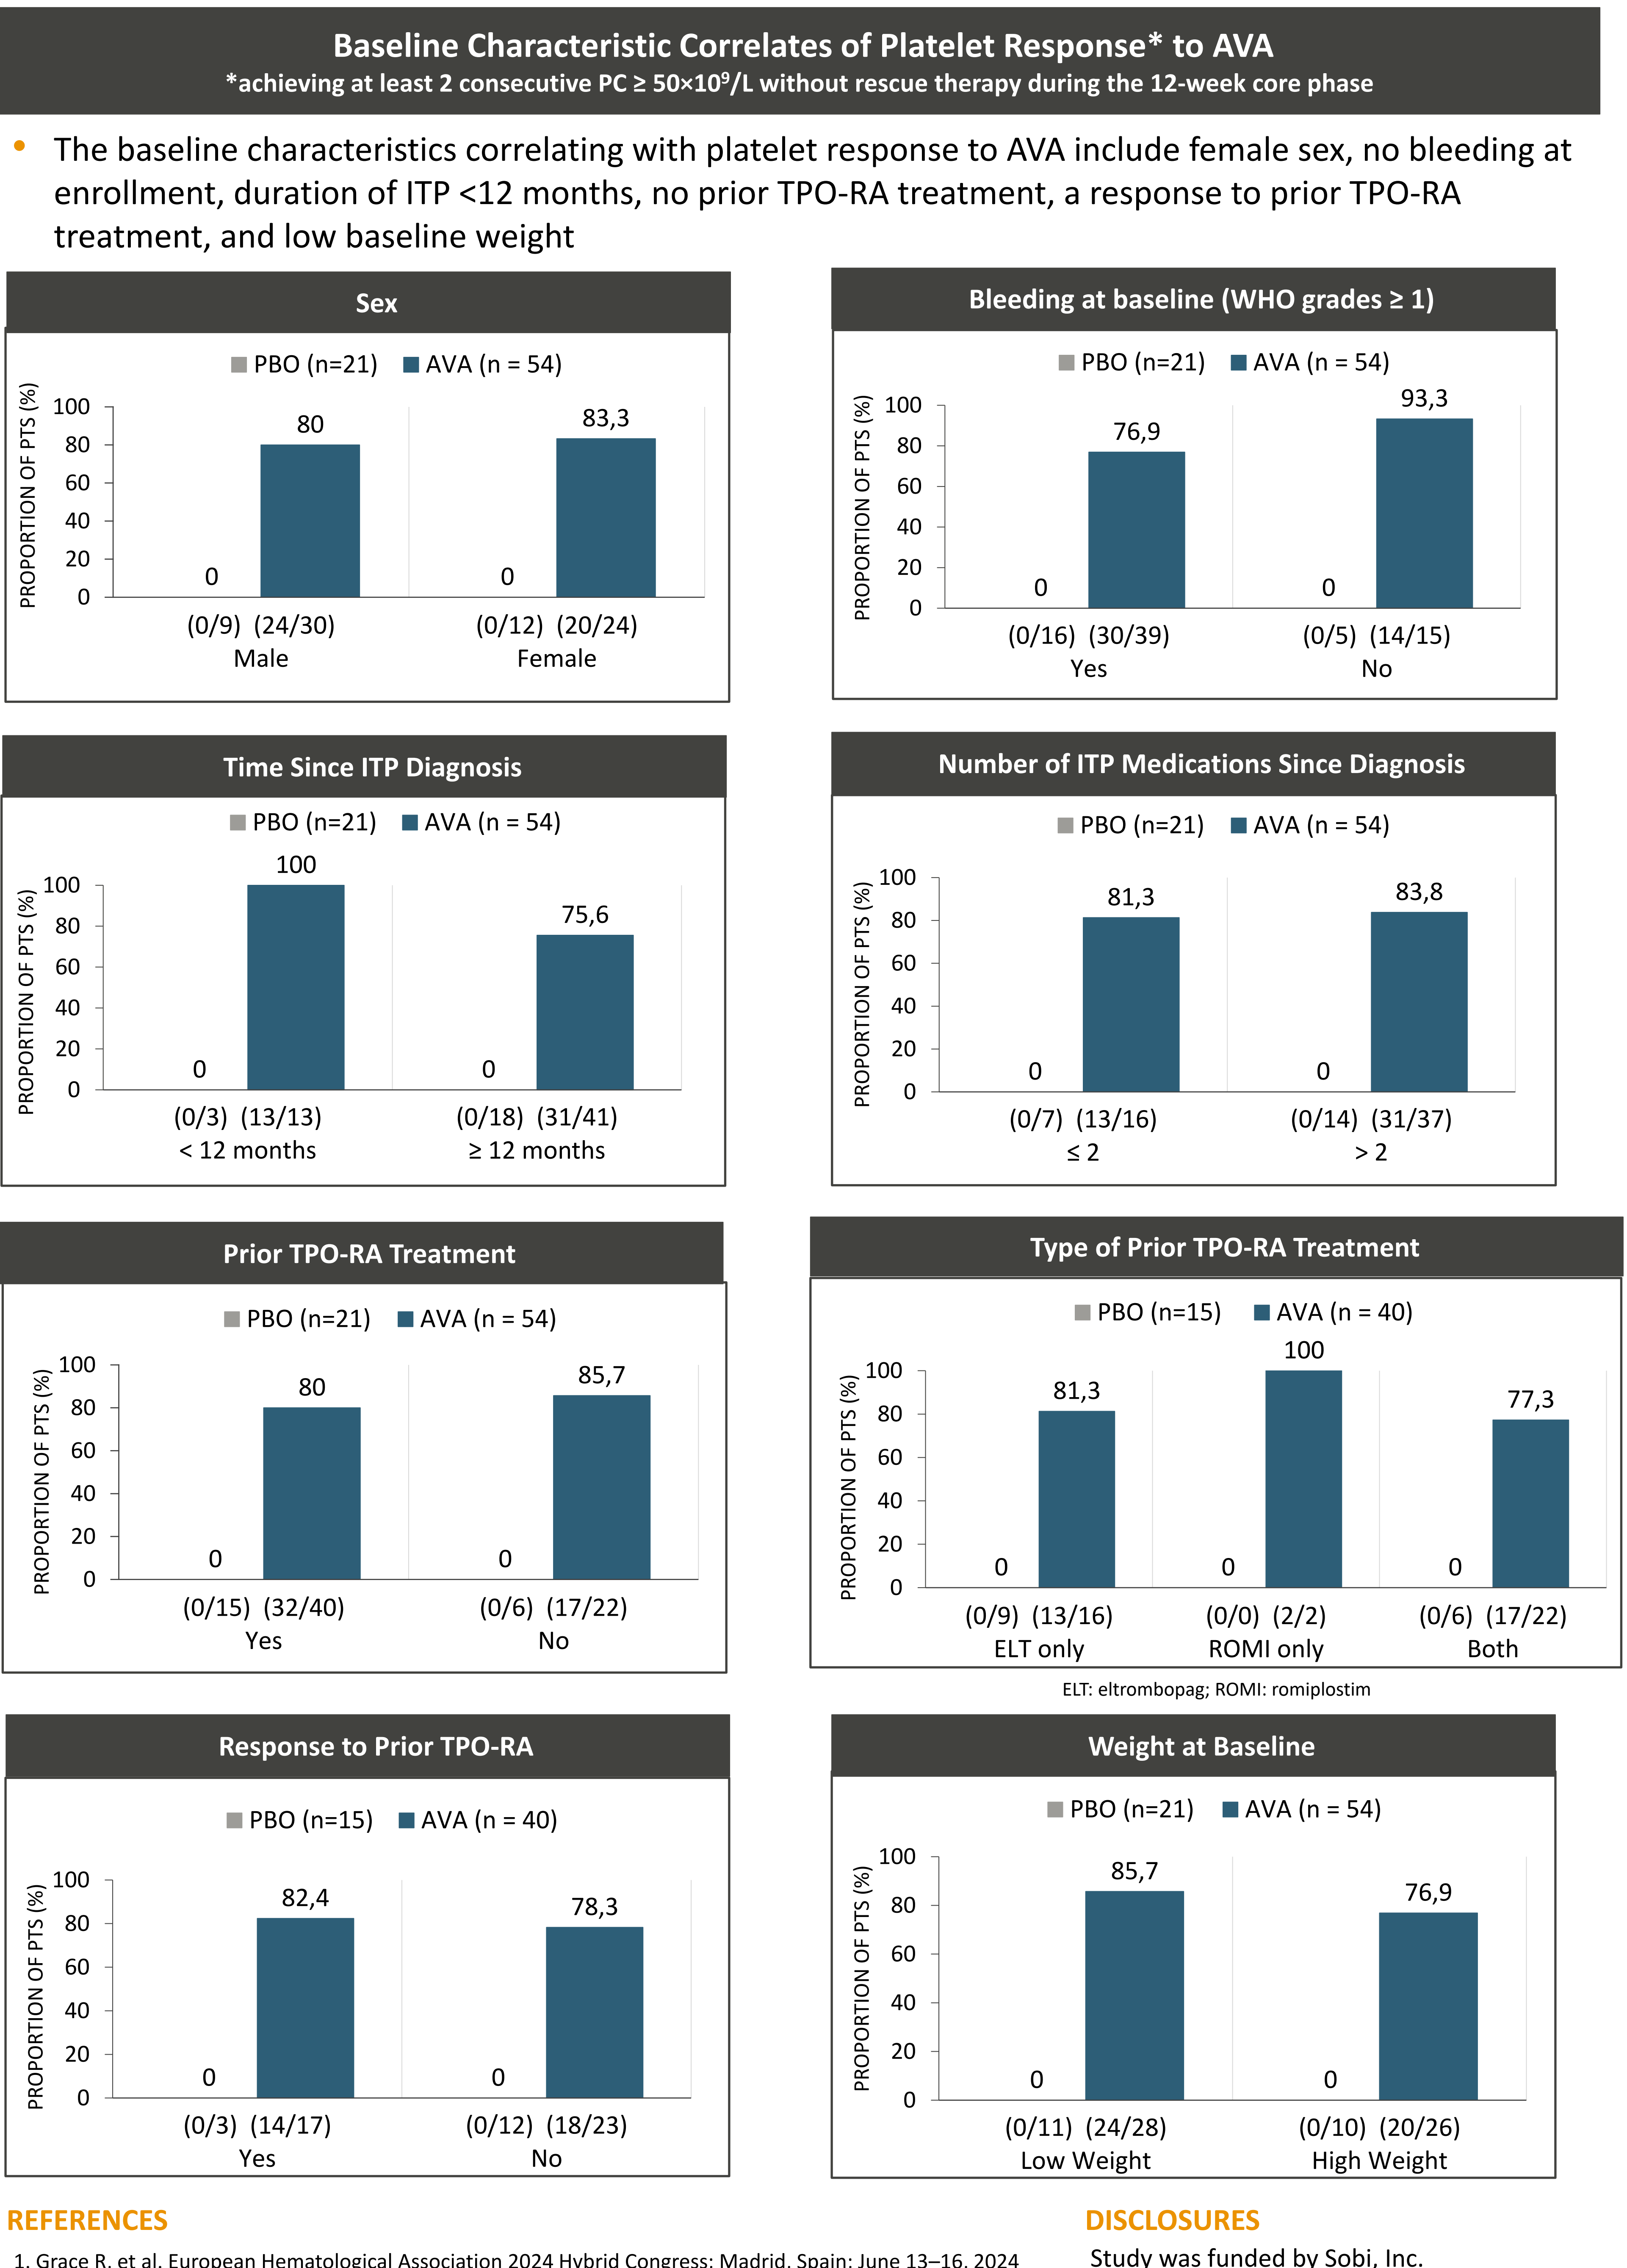 Baseline Characteristic Correlates of Platelet Response* to AVA
*achieving at least 2 consecutive PC ≥ 50×10⁹/L without rescue therapy during the 12-week core phase
• The baseline characteristics correlating with platelet response to AVA include female sex, no bleeding at
enrollment, duration of ITP <12 months, no prior TPO-RA treatment, a response to prior TPO-RA
treatment, and low baseline weight
Sex
PBO (n=21) AVA (n = 54)
PROPORTION OF PTS (%)
100
80
60
40
20
0
0
80
0
83,3
(0/9) (24/30)
Male
(0/12) (20/24)
Female
Bleeding at baseline (WHO grades ≥ 1)
PBO (n=21) AVA (n = 54)
PROPORTION OF PTS (%)
100
80
60
40
20
0
0
76,9
0
93,3
(0/16) (30/39)
Yes
(0/5) (14/15)
No
Time Since ITP Diagnosis
PBO (n=21) AVA (n = 54)
PROPORTION OF PTS (%)
100
80
60
40
20
0
0
100
0
75,6
(0/3) (13/13)
< 12 months
(0/18) (31/41)
≥ 12 months
Number of ITP Medications Since Diagnosis
PBO (n=21) AVA (n = 54)
PROPORTION OF PTS (%)
100
80
60
40
20
0
0
81,3
0
83,8
(0/7) (13/16)
≤ 2
(0/14) (31/37)
> 2
Prior TPO-RA Treatment
PBO (n=21) AVA (n = 54)
PROPORTION OF PTS (%)
100
80
60
40
20
0
0
80
0
85,7
(0/15) (32/40)
Yes
(0/6) (17/22)
No
Type of Prior TPO-RA Treatment
PBO (n=15) AVA (n = 40)
PROPORTION OF PTS (%)
100
80
60
40
20
0
0
81,3
0
100
0
77,3
(0/9) (13/16)
ELT only
(0/0) (2/2)
ROMI only
(0/6) (17/22)
Both
ELT: eltrombopag; ROMI: romiplostim
Response to Prior TPO-RA
PBO (n=15) AVA (n = 40)
PROPORTION OF PTS (%)
100
80
60
40
20
0
0
82,4
0
78,3
(0/3) (14/17)
Yes
(0/12) (18/23)
No
Weight at Baseline
PBO (n=21) AVA (n = 54)
PROPORTION OF PTS (%)
100
80
60
40
20
0
0
85,7
0
76,9
(0/11) (24/28)
Low Weight
(0/10) (20/26)
High Weight
REFERENCES
1. Grace R, et al. European Hematological Association 2024 Hybrid Congress; Madrid, Spain; June 13–16, 2024
DISCLOSURES
Study was funded by Sobi, Inc.